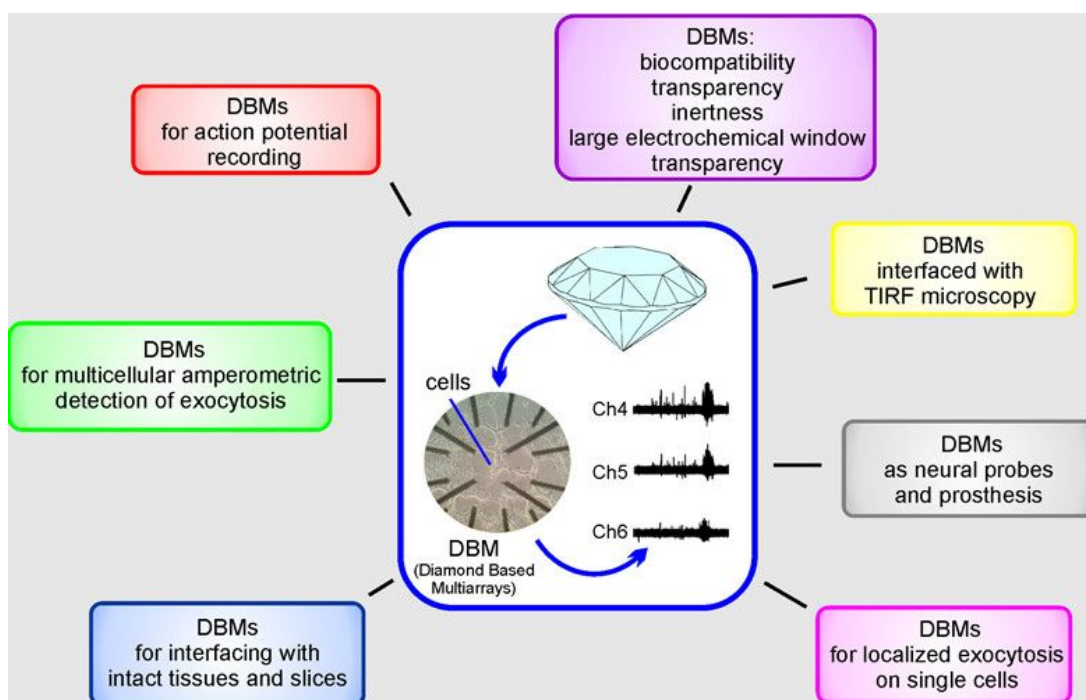 DBMs:
biocompatibility
transparency
inertness
large electrochemical window
transparency
DBMs
for action potential
recording
DBMs
interfaced with
TIRF microscopy
DBMs
for multicellular amperometric
detection of exocytosis
cells
Ch4
Ch5
Ch6
DBM
(Diamond Based
Multiarrays)
DBMs
as neural probes
and prosthesis
DBMs
for interfacing with
intact tissues and slices
DBMs
for localized exocytosis
on single cells